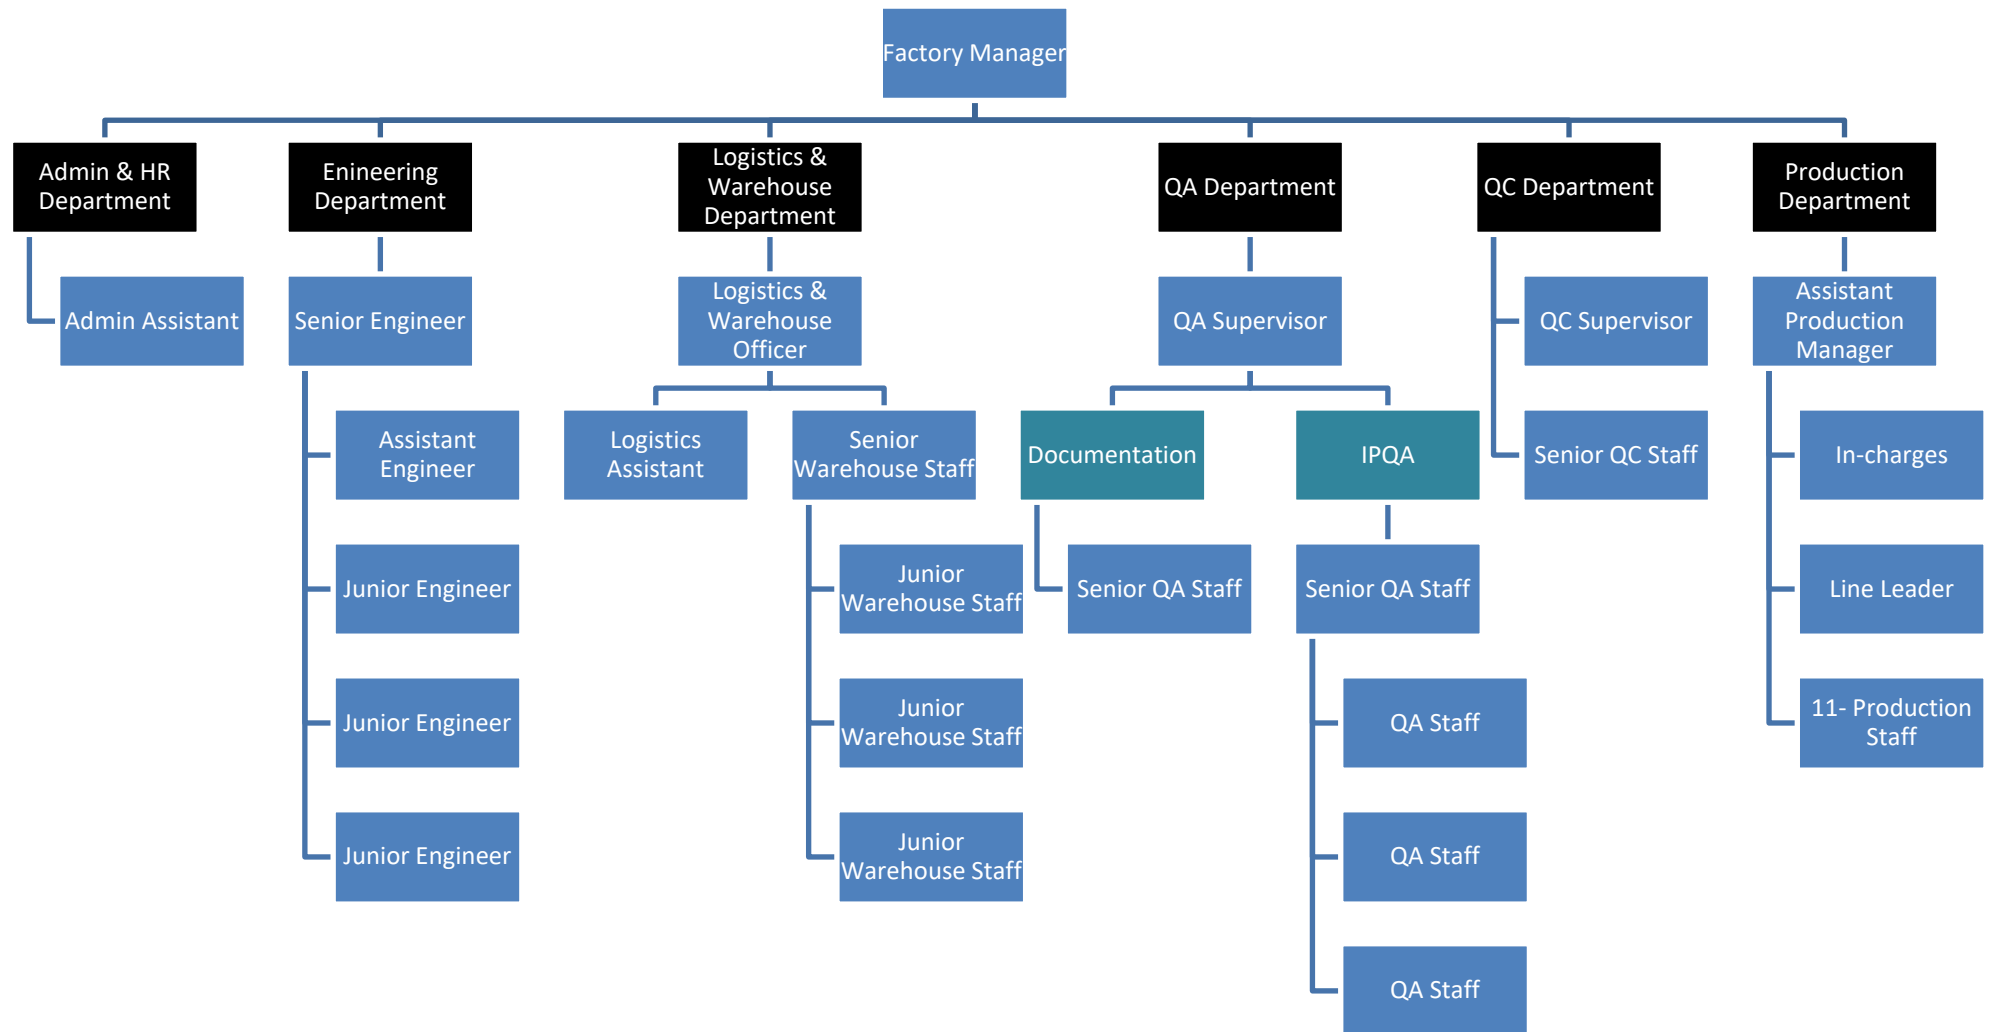 Factory Manager
Admin & HR
Department
Enineering
Department
Logistics &
Warehouse
Department
QA Department
QC Department
Production
Department
Admin Assistant
Senior Engineer
Logistics &
Warehouse
Officer
QA Supervisor
QC Supervisor
Assistant
Production
Manager
Assistant
Engineer
Logistics
Assistant
Senior
Warehouse Staff
Documentation
IPQA
Senior QC Staff
In-charges
Junior Engineer
Junior
Warehouse Staff
Senior QA Staff
Senior QA Staff
Line Leader
Junior Engineer
Junior
Warehouse Staff
QA Staff
11- Production
Staff
Junior Engineer
Junior
Warehouse Staff
QA Staff
QA Staff